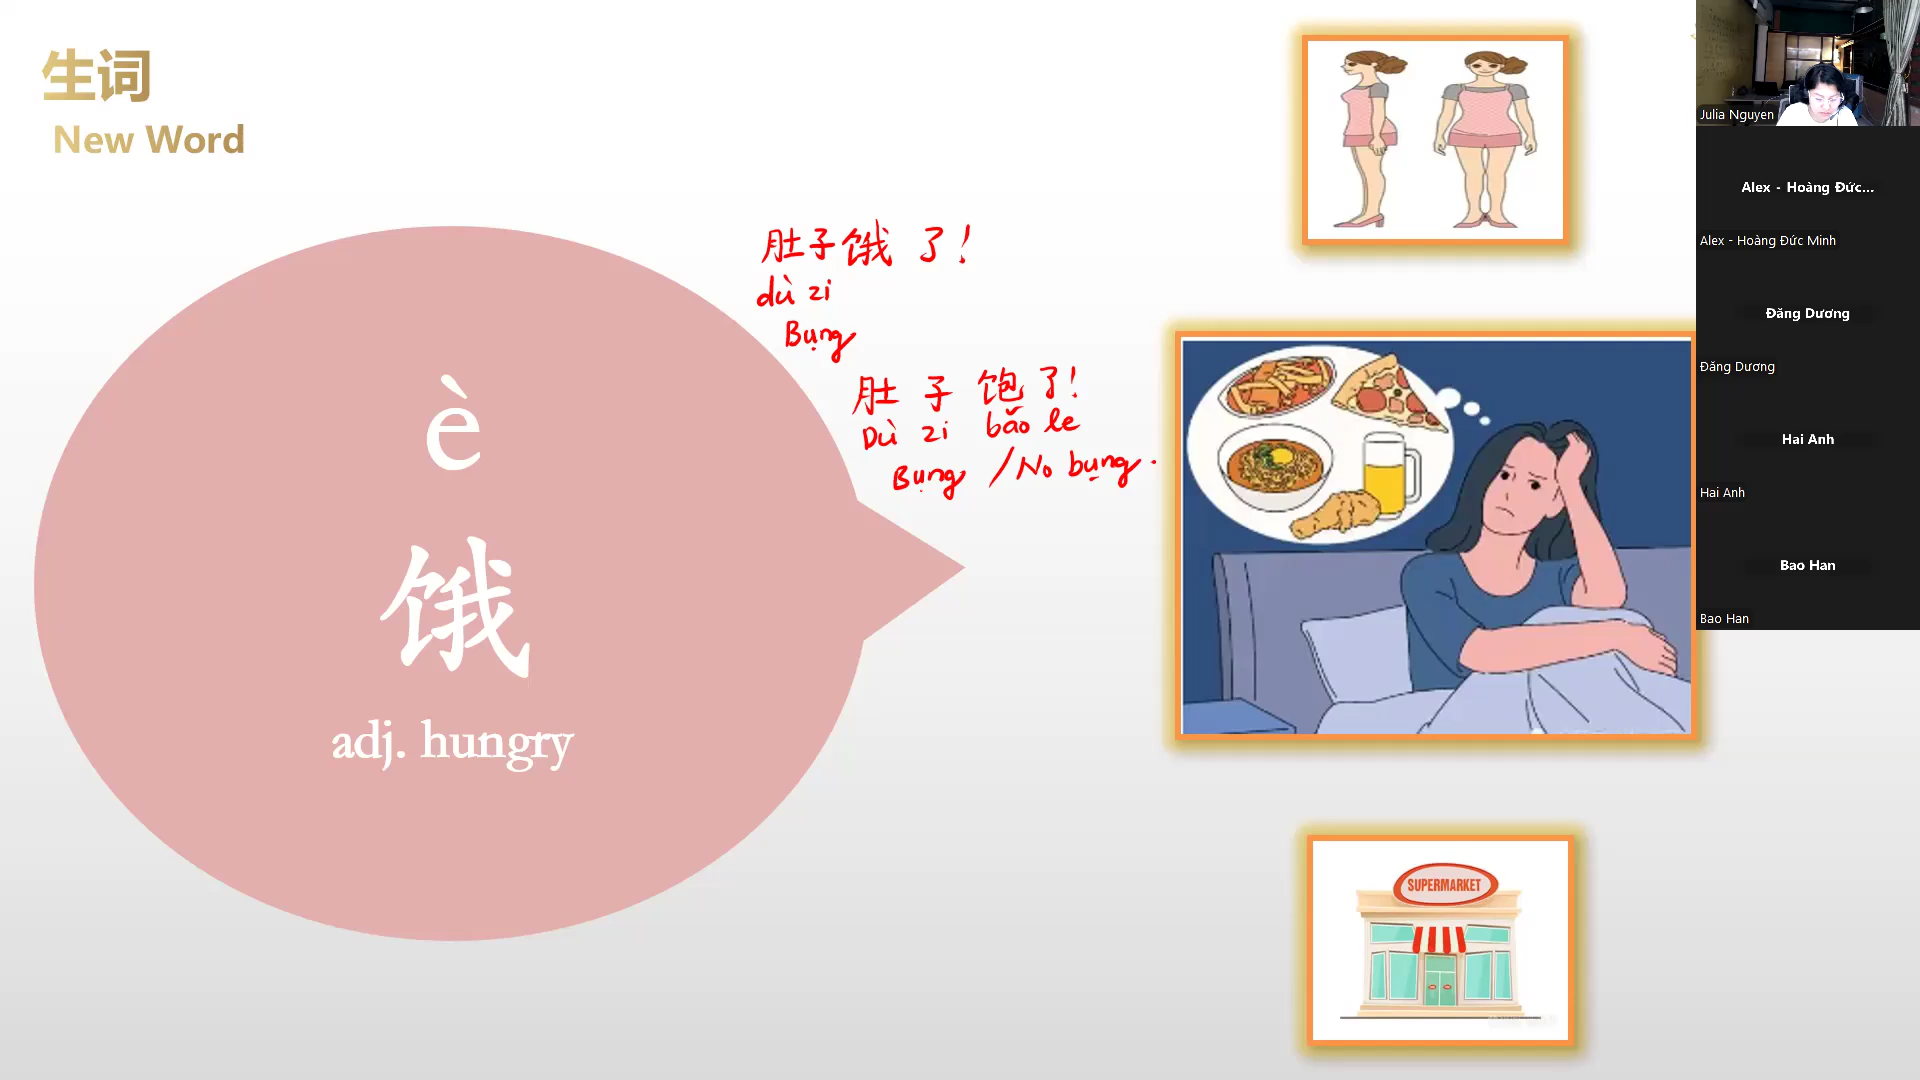 生词
New Word
è
饿
adj. hungry
肚子饿了!
dù zi
Bụng
肚子饱了!
Dù zi bǎo le
Bụng /No bụng.
SUPERMARKET
Julia Nguyen
Alex - Hoàng Đức...
Alex - Hoàng Đức Minh
Đăng Dương
Đăng Dương
Hai Anh
Hai Anh
Bao Han
Bao Han